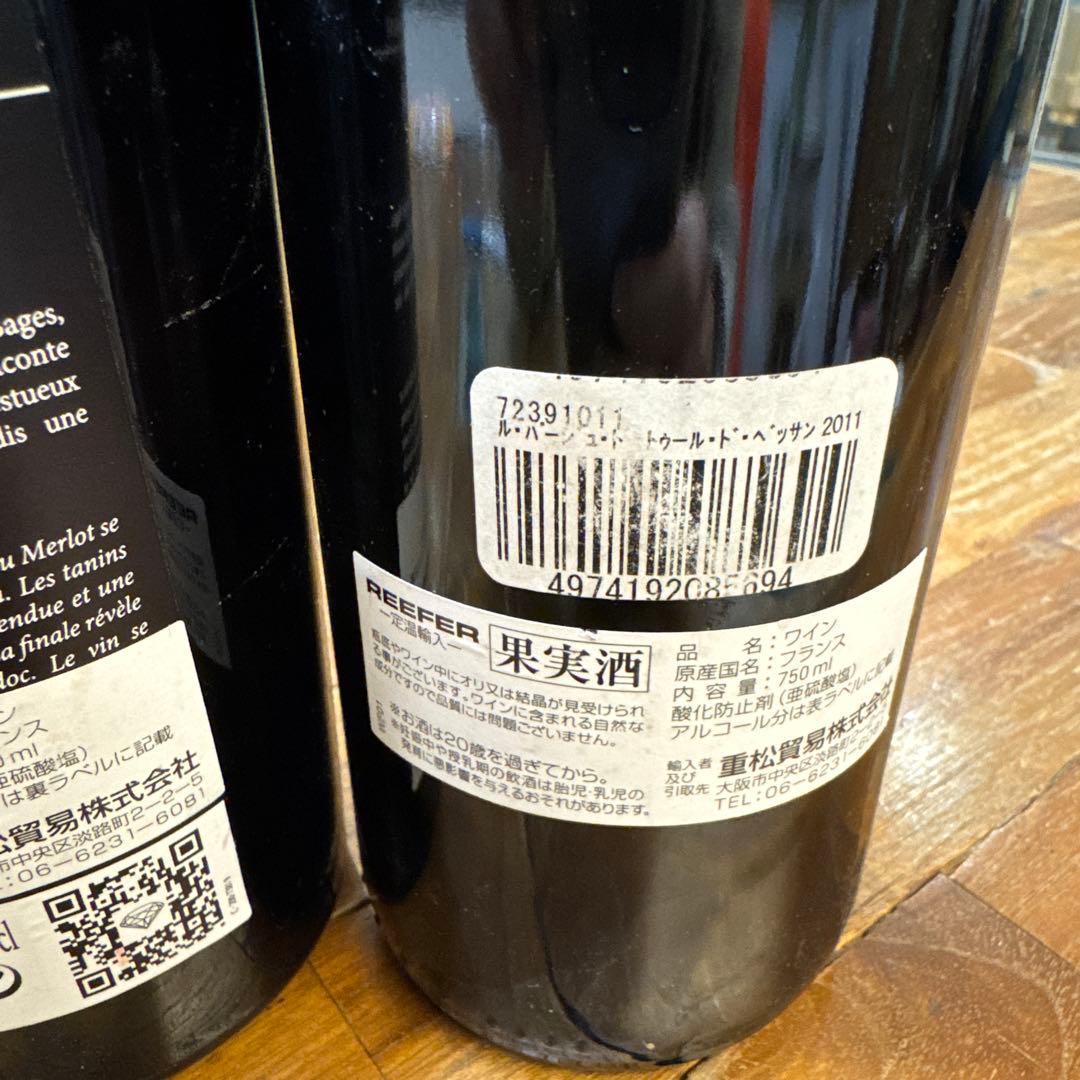 ages,
conte
stueux
dis une
u Merlot se
. Les tanins
endue et une
a finale révèle
doc. Le vin se
ン
ンス
ml
亜硫酸塩)
は裏ラベルに記載
松貿易株式会社
市中央区淡路町2-2-5
:06-6231-6081
72391011
ル・バージュ・ド トゥール・ド・ベッサン 2011
4974192085694
REEFER
一定温輸入一
果実酒
瓶底やワイン中にオリ又は結晶が見受けられ
る事がございます。ワインに含まれる自然な
成分ですので品質には問題ございません。
※お酒は20歳を過ぎてから。
※妊娠中や授乳期の飲酒は胎児・乳児の
発育に悪影響を与えるおそれがあります。
品名:ワイン
原産国名:フランス
内容量:750ml
酸化防止剤(亜硫酸塩)
アルコール分は表ラベルに記載
輸入者及び引取先
重松貿易株式会社
大阪市中央区淡路町2-2-5
TEL:06-6231-6081